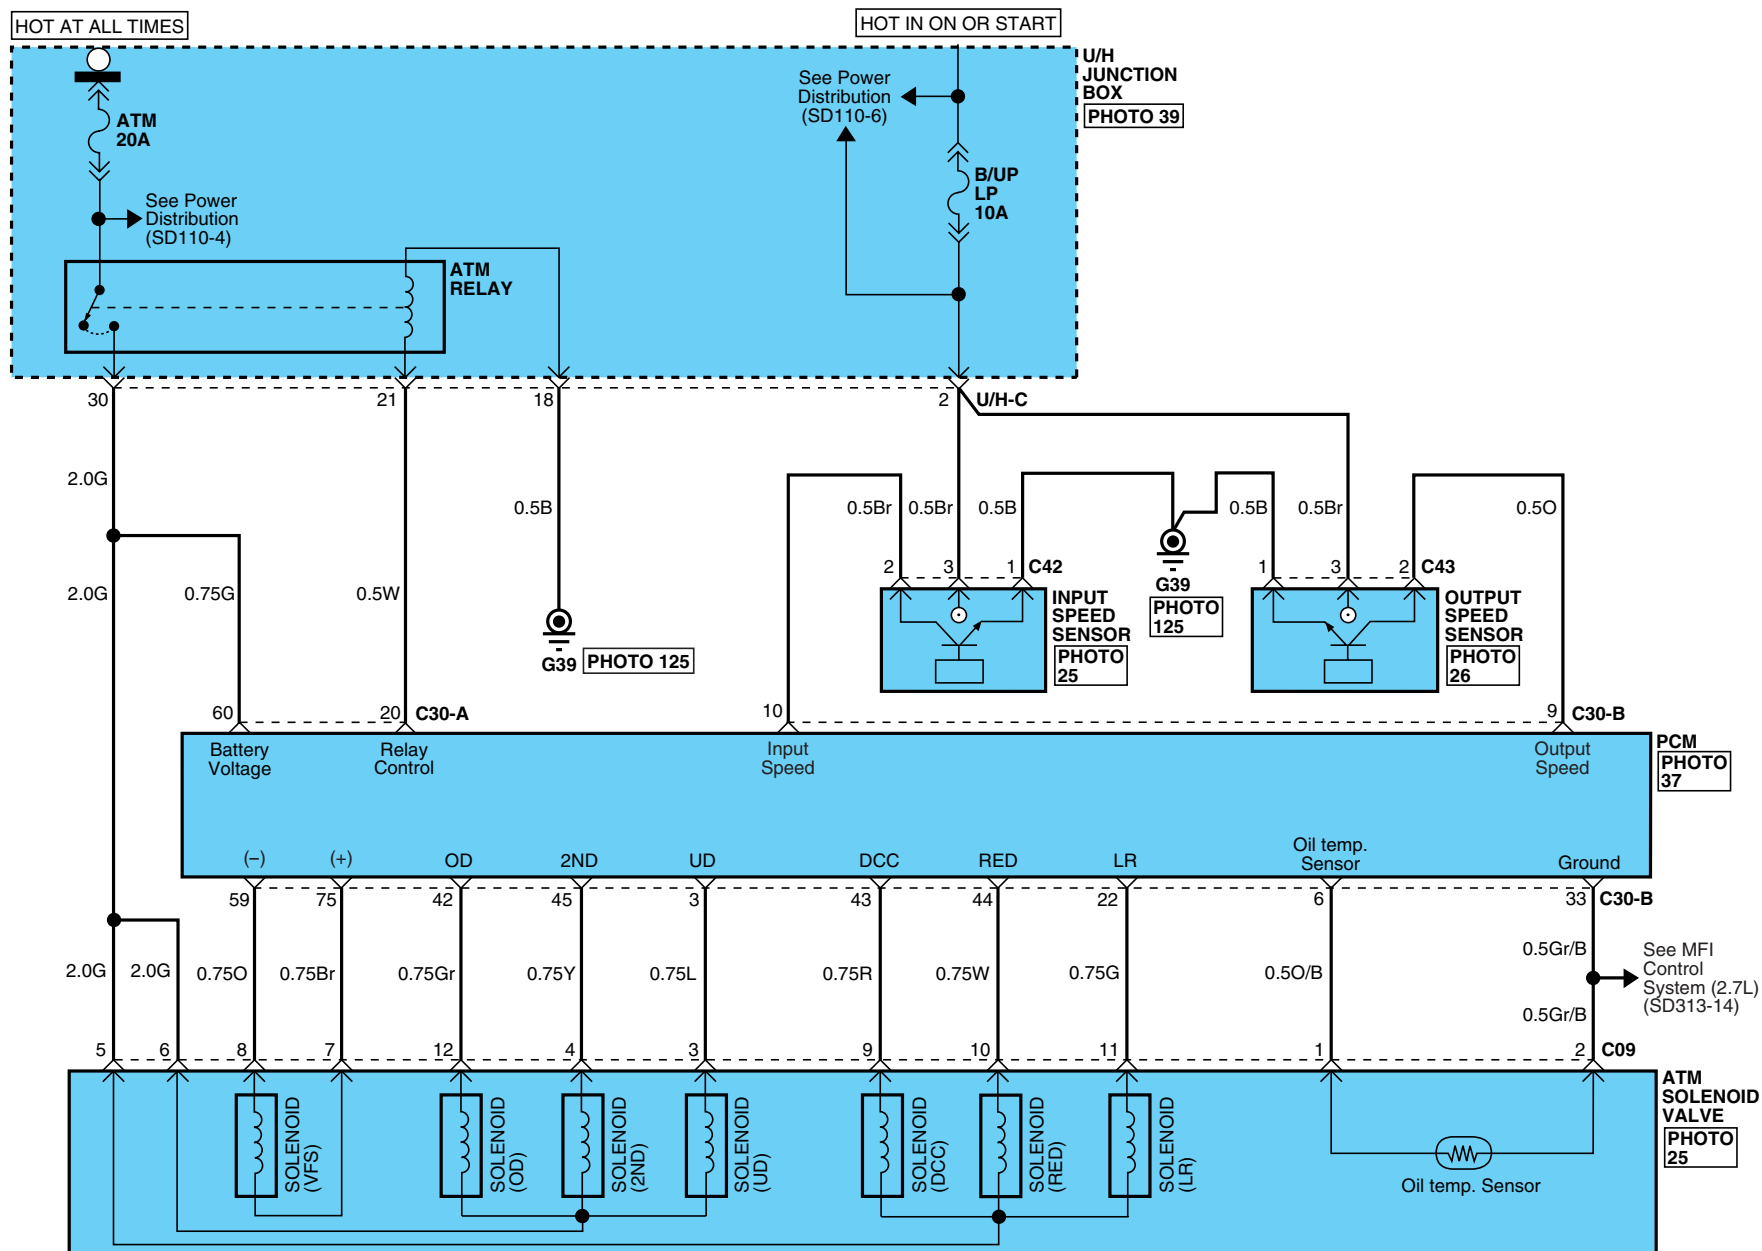 HOT AT ALL TIMES
HOT IN ON OR START
U/H
JUNCTION
BOX
PHOTO 39
See Power
Distribution
(SD110-6)
ATM
20A
B/UP
LP
10A
See Power
Distribution
(SD110-4)
ATM
RELAY
30
21
18
2
U/H-C
2.0G
0.5B
0.5Br
0.5Br
0.5B
0.5B
0.5Br
0.5O
2.0G
0.75G
0.5W
2
3
1
C42
1
3
2
C43
G39
PHOTO
125
INPUT
SPEED
SENSOR
PHOTO
25
OUTPUT
SPEED
SENSOR
PHOTO
26
G39
PHOTO 125
60
20
C30-A
10
9
C30-B
Battery
Voltage
Relay
Control
Input
Speed
Output
Speed
PCM
PHOTO
37
(–)
(+)
OD
2ND
UD
DCC
RED
LR
Oil temp.
Sensor
Ground
59
75
42
45
3
43
44
22
6
33
C30-B
2.0G
2.0G
0.75O
0.75Br
0.75Gr
0.75Y
0.75L
0.75R
0.75W
0.75G
0.5O/B
0.5Gr/B
0.5Gr/B
See MFI
Control
System (2.7L)
(SD313-14)
5
6
8
7
12
4
3
9
10
11
1
2
C09
ATM
SOLENOID
VALVE
PHOTO
25
SOLENOID
(VFS)
SOLENOID
(OD)
SOLENOID
(2ND)
SOLENOID
(UD)
SOLENOID
(DCC)
SOLENOID
(RED)
SOLENOID
(LR)
Oil temp. Sensor